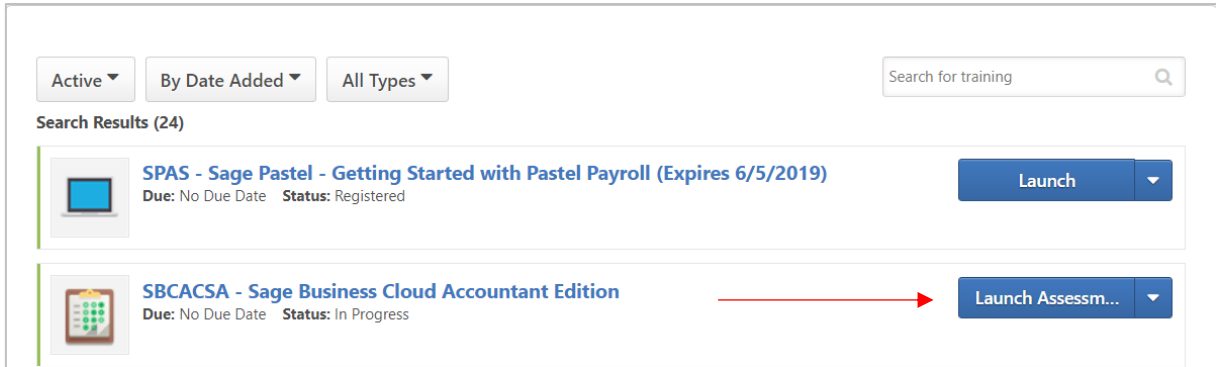 Active
By Date Added
All Types
Search for training
Search Results (24)
SPAS - Sage Pastel - Getting Started with Pastel Payroll (Expires 6/5/2019)
Due: No Due Date Status: Registered
Launch
SBCACSA - Sage Business Cloud Accountant Edition
Due: No Due Date Status: In Progress
Launch Assessm...